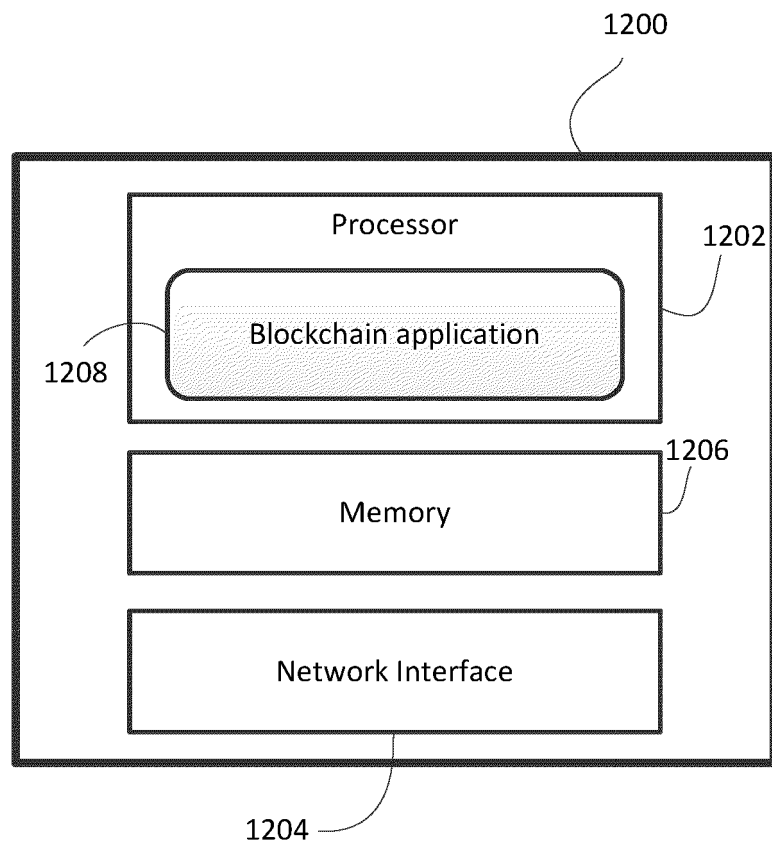 1200
Processor
1202
Blockchain application
1208
1206
Memory
Network Interface
1204